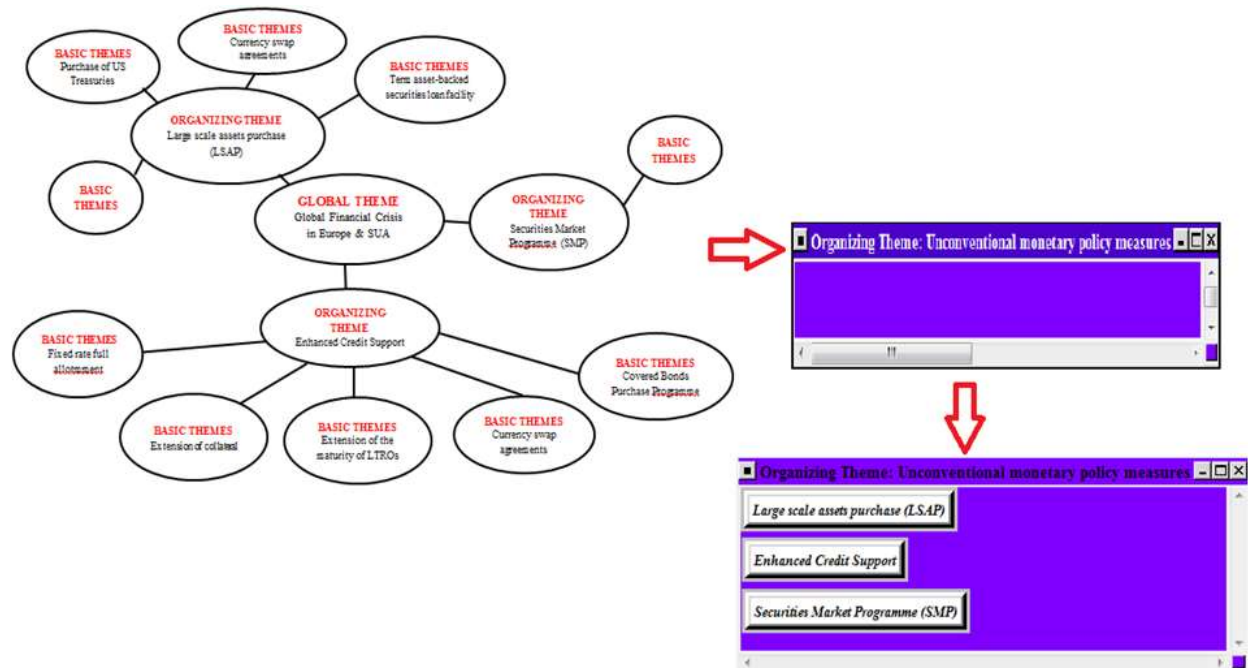 BASIC THEMES
Currency swap
agreements
BASIC THEMES
Purchase of US
Treasuries
BASIC THEMES
Term asset-backed
securities loan facility
ORGANIZING THEME
Large scale assets purchase
(LSAP)
BASIC
THEMES
BASIC
THEMES
GLOBAL THEME
Global Financial Crisis
in Europe & SUA
ORGANIZING
THEME
Securities Market
Programme (SMP)
ORGANIZING
THEME
Enhanced Credit Support
BASIC THEMES
Fixed rate full
allotment
BASIC THEMES
Covered Bonds
Purchase Programme
BASIC THEMES
Extension of collateral
BASIC THEMES
Extension of the
maturity of LTROs
BASIC THEMES
Currency swap
agreements
Organizing Theme: Unconventional monetary policy measures
Organizing Theme: Unconventional monetary policy measures
Large scale assets purchase (LSAP)
Enhanced Credit Support
Securities Market Programme (SMP)